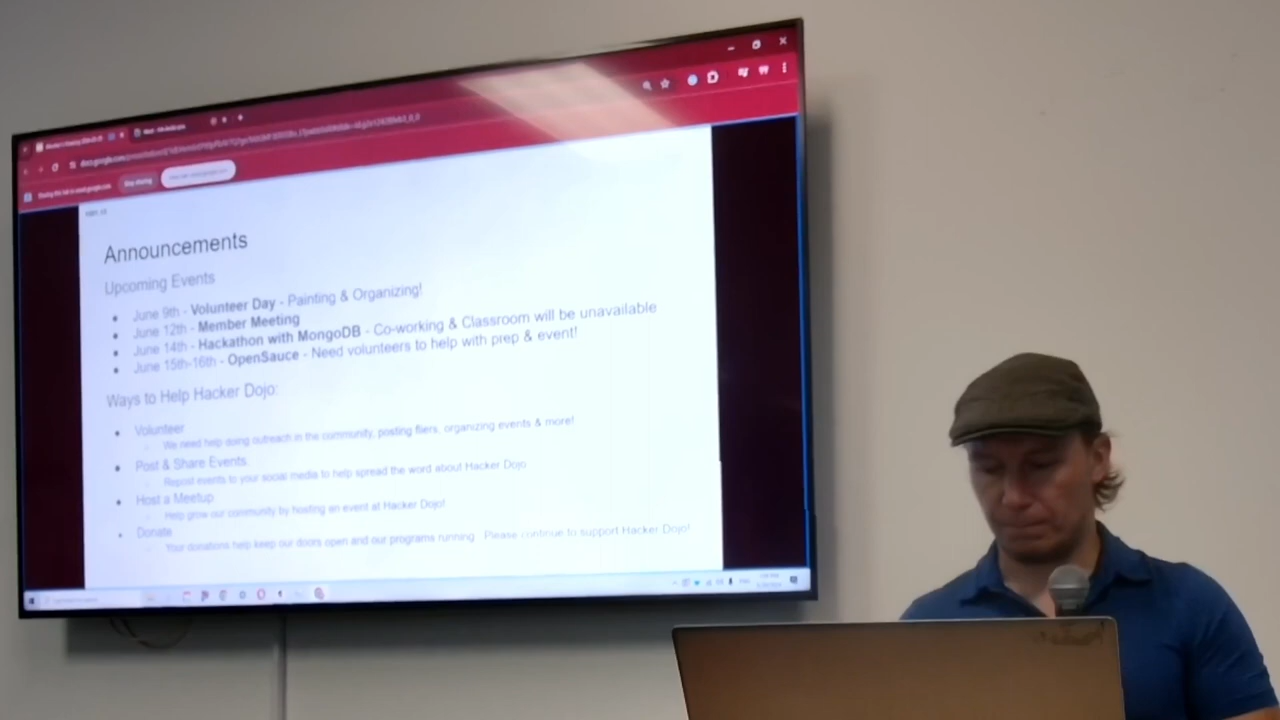 Stop sharing
Announcements
Upcoming Events
June 9th - Volunteer Day - Painting & Organizing!
June 12th - Member Meeting
June 14th - Hackathon with MongoDB - Co-working & Classroom will be unavailable
June 15th-16th - OpenSauce - Need volunteers to help with prep & event!
Ways to Help Hacker Dojo:
Volunteer
We need help doing outreach in the community, posting fliers, organizing events & more!
Post & Share Events
Repost events to your social media to help spread the word about Hacker Dojo
Host a Meetup
Help grow our community by hosting an event at Hacker Dojo!
Donate
Your donations help keep our doors open and our programs running. Please continue to support Hacker Dojo!